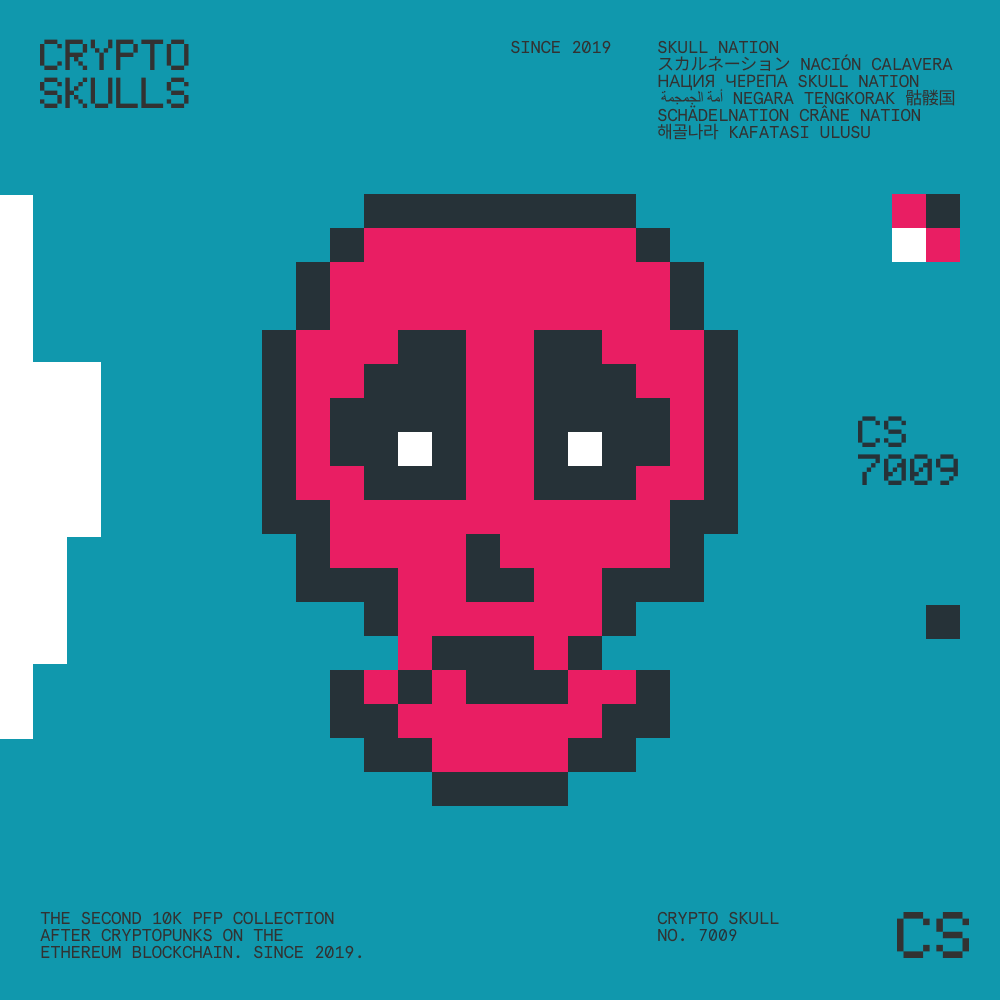 CRYPTO
SKULLS
SINCE 2019
SKULL NATION
スカルネーション NACIÓN CALAVERA
НАЦИЯ ЧЕРЕПА SKULL NATION
أمة الجمجمة NEGARA TENGKORAK 骷髅国
SCHÄDELNATION CRÂNE NATION
해골나라 KAFATASI ULUSU
CS
7009
THE SECOND 10K PFP COLLECTION
AFTER CRYPTOPUNKS ON THE
ETHEREUM BLOCKCHAIN. SINCE 2019.
CRYPTO SKULL
NO. 7009
CS